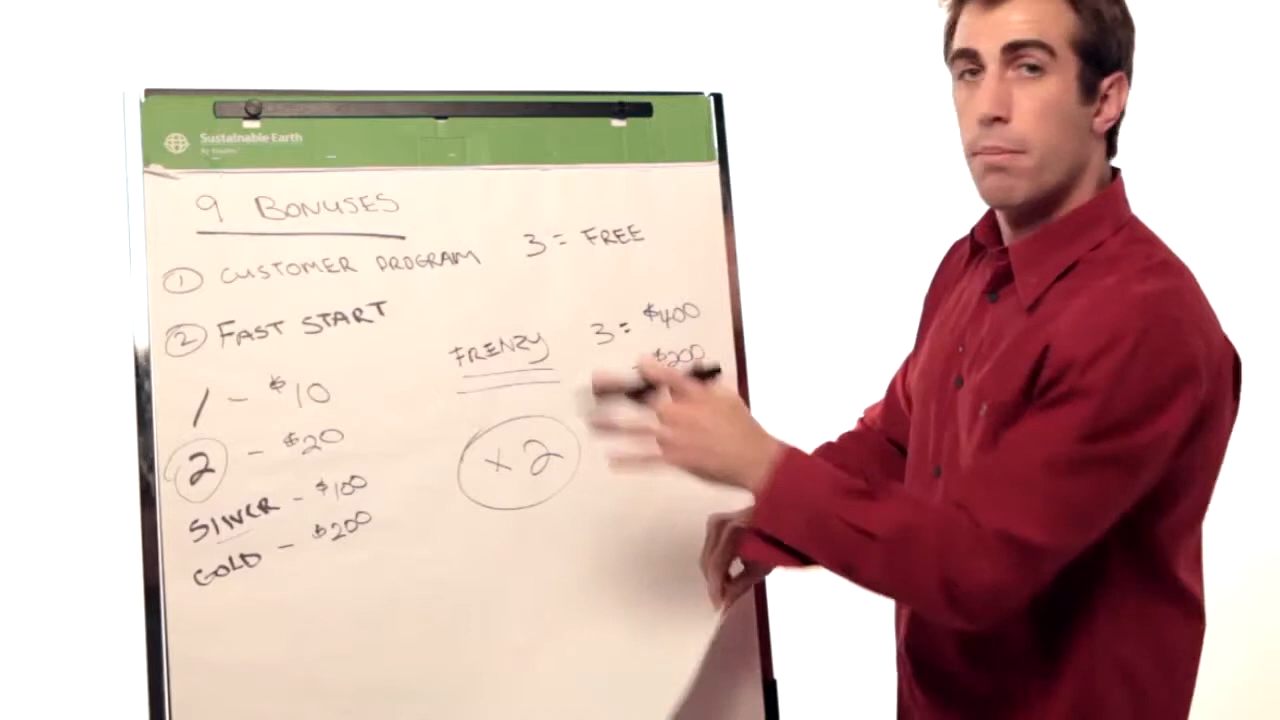 Sustainable Earth
9 BONUSES
① CUSTOMER PROGRAM 3 = FREE
② FAST START
FRENZY 3 = $400
$200
1 - $10
2 - $20
x 2
SILVER - $100
GOLD - $200